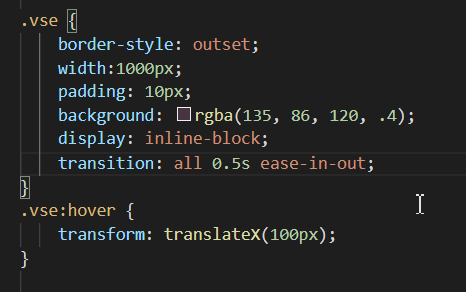 .vse {
border-style: outset;
width:1000px;
padding: 10px;
background: rgba(135, 86, 120, .4);
display: inline-block;
transition: all 0.5s ease-in-out;
}
.vse:hover {
transform: translateX(100px);
}